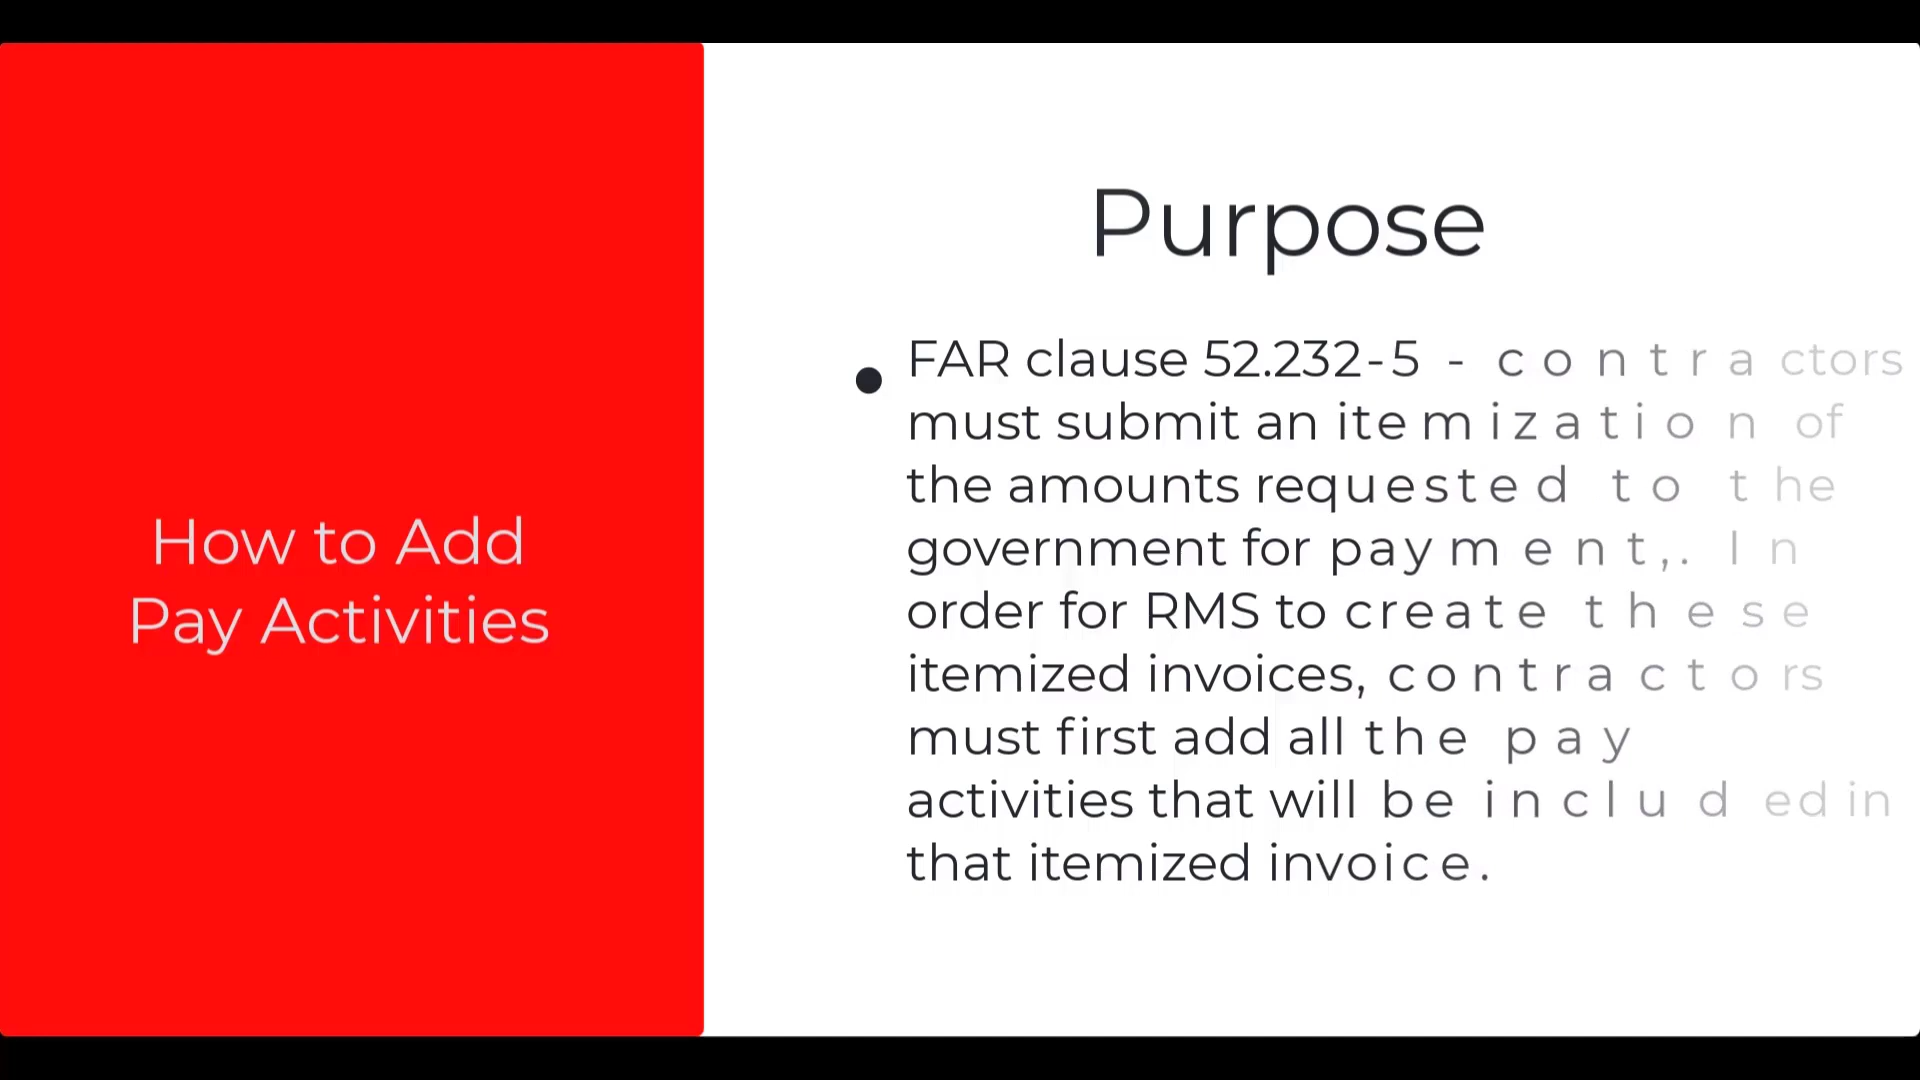 How to Add
Pay Activities
Purpose
● FAR clause 52.232-5 - contractors
must submit an itemization of
the amounts requested to the
government for payment,. In
order for RMS to create these
itemized invoices, contractors
must first add all the pay
activities that will be included in
that itemized invoice.